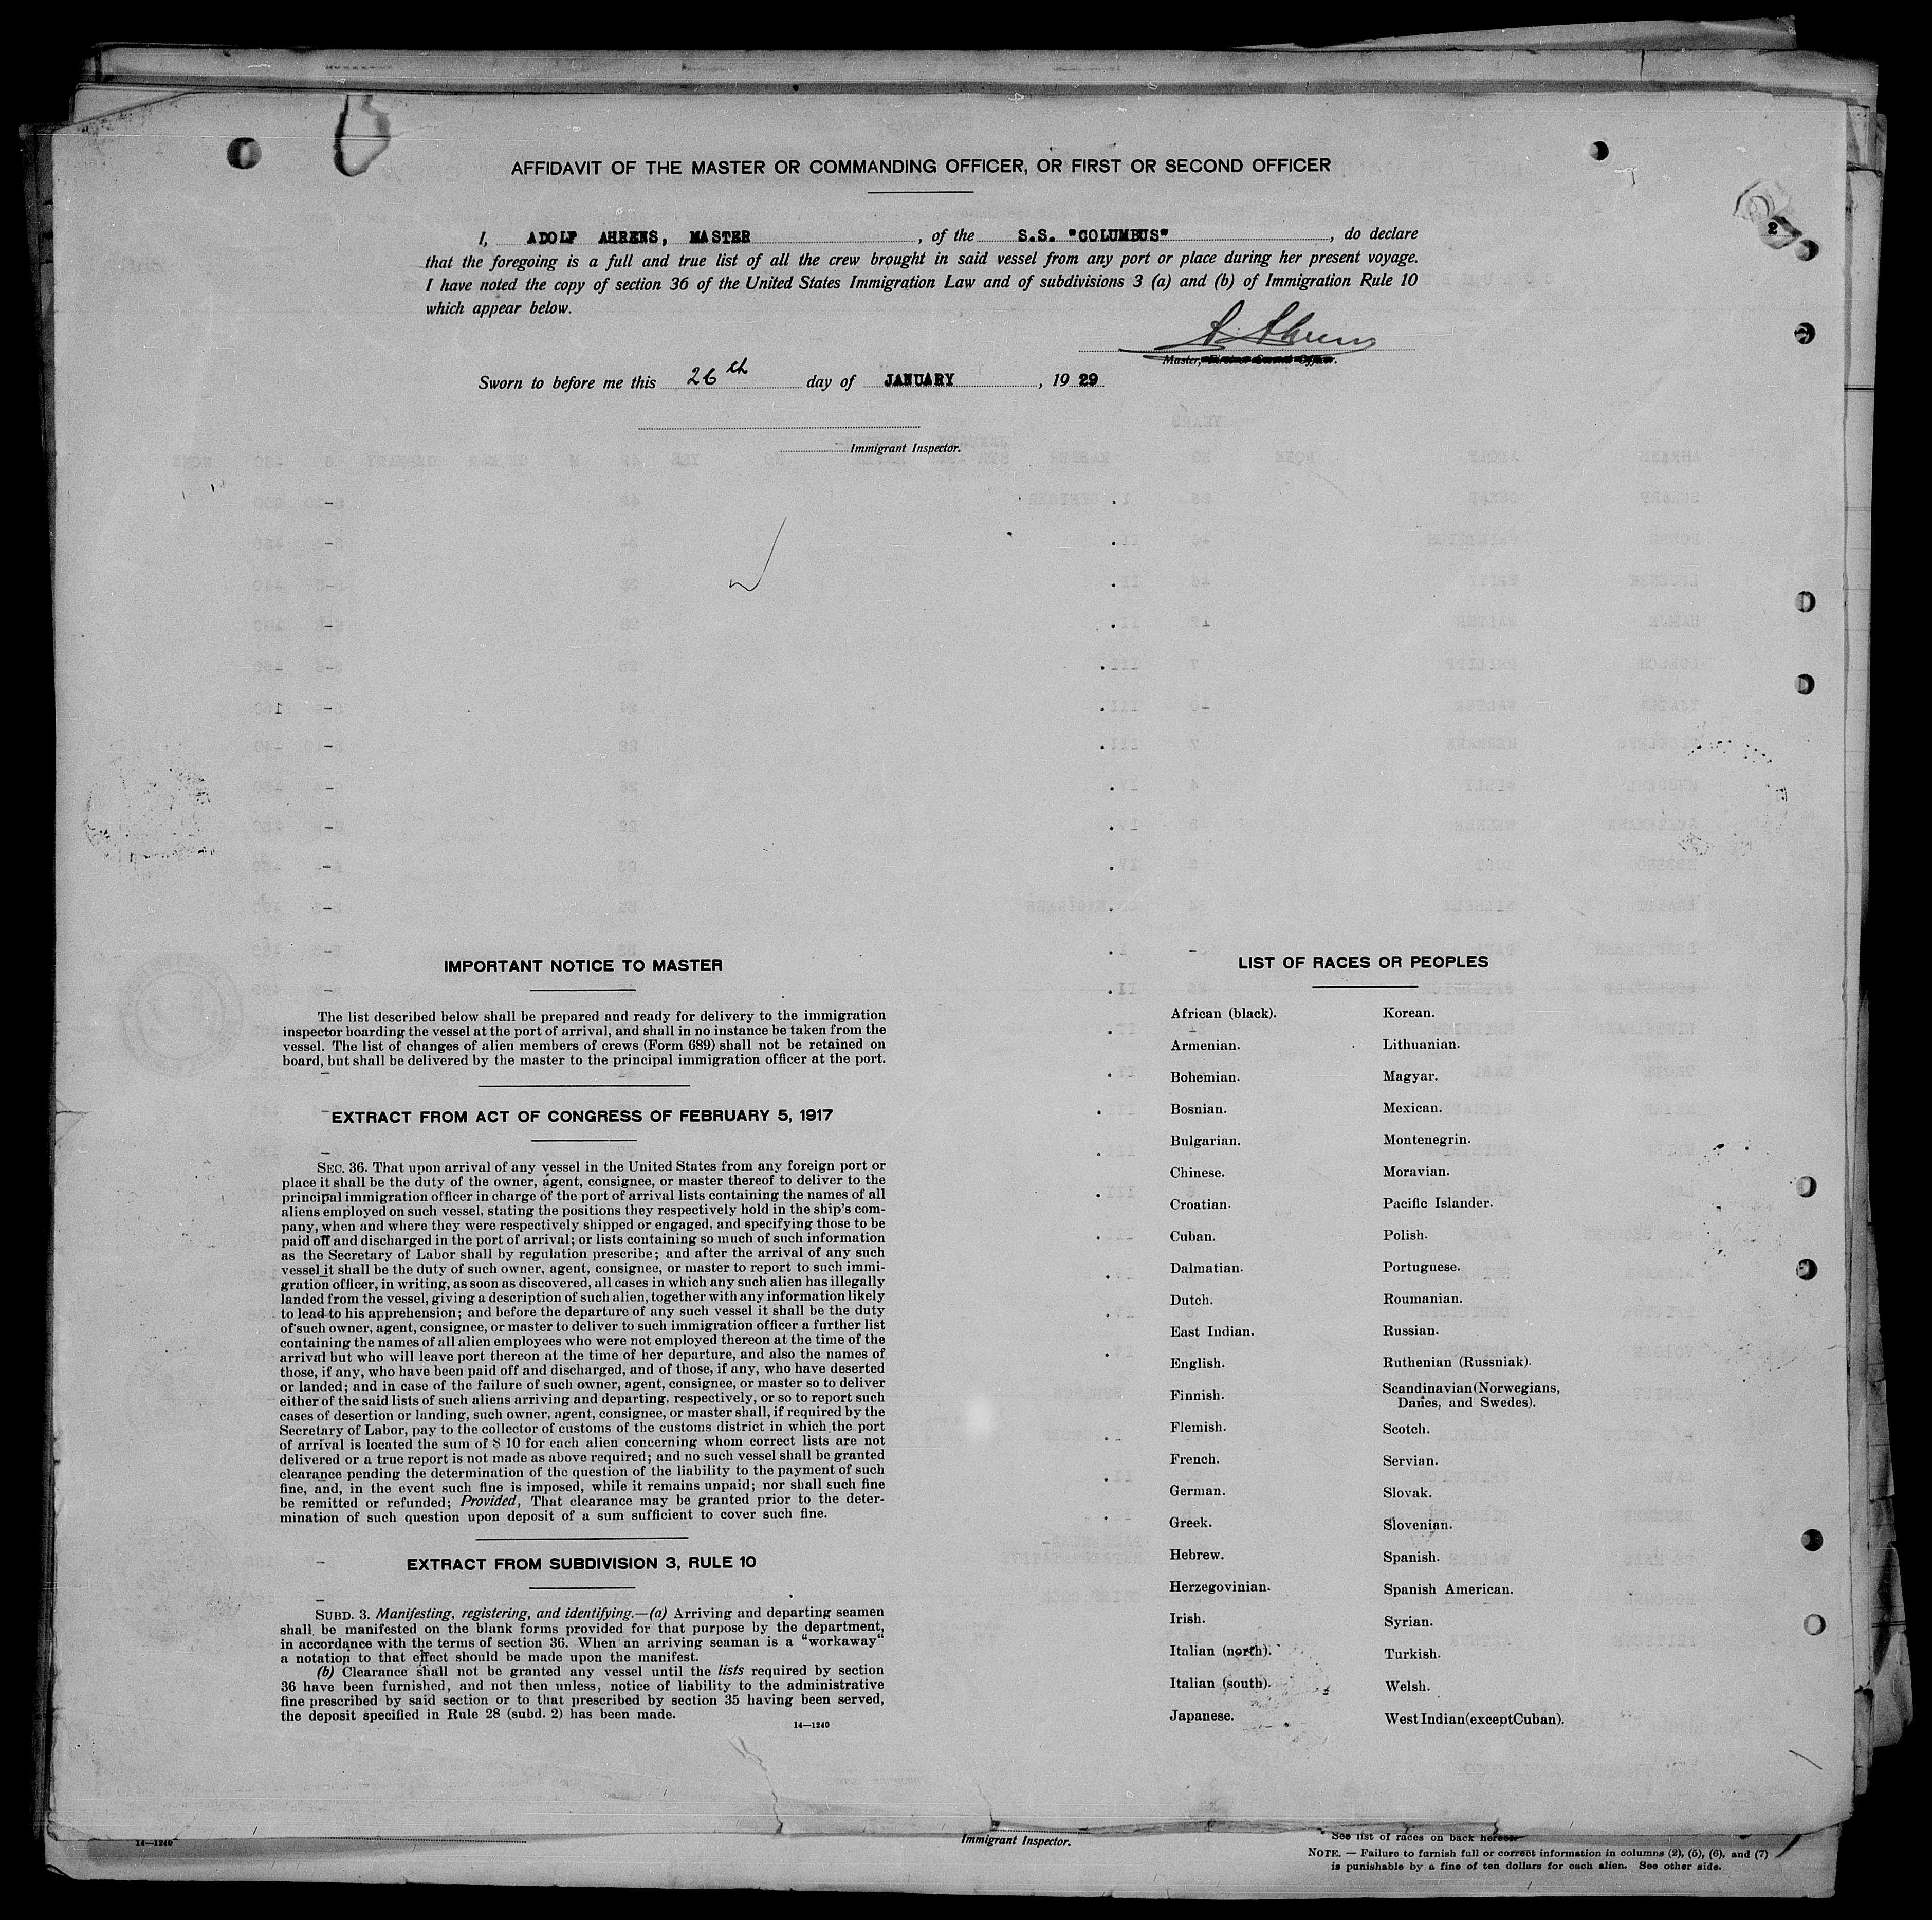 AFFIDAVIT OF THE MASTER OR COMMANDING OFFICER, OR FIRST OR SECOND OFFICER
2
I, ADOLF AHRENS, MASTER, of the S.S. "COLUMBUS", do declare
that the foregoing is a full and true list of all the crew brought in said vessel from any port or place during her present voyage.
I have noted the copy of section 36 of the United States Immigration Law and of subdivisions 3 (a) and (b) of Immigration Rule 10
which appear below.
A. Ahrens
Master, First or Second Officer.
Sworn to before me this 26th day of JANUARY, 1929
Immigrant Inspector.
IMPORTANT NOTICE TO MASTER
The list described below shall be prepared and ready for delivery to the immigration
inspector boarding the vessel at the port of arrival, and shall in no instance be taken from the
vessel. The list of changes of alien members of crews (Form 689) shall not be retained on
board, but shall be delivered by the master to the principal immigration officer at the port.
EXTRACT FROM ACT OF CONGRESS OF FEBRUARY 5, 1917
SEC. 36. That upon arrival of any vessel in the United States from any foreign port or
place it shall be the duty of the owner, agent, consignee, or master thereof to deliver to the
principal immigration officer in charge of the port of arrival lists containing the names of all
aliens employed on such vessel, stating the positions they respectively hold in the ship's com-
pany, when and where they were respectively shipped or engaged, and specifying those to be
paid off and discharged in the port of arrival; or lists containing so much of such information
as the Secretary of Labor shall by regulation prescribe; and after the arrival of any such
vessel it shall be the duty of such owner, agent, consignee, or master to report to such immi-
gration officer, in writing, as soon as discovered, all cases in which any such alien has illegally
landed from the vessel, giving a description of such alien, together with any information likely
to lead to his apprehension; and before the departure of any such vessel it shall be the duty
of such owner, agent, consignee, or master to deliver to such immigration officer a further list
containing the names of all alien employees who were not employed thereon at the time of the
arrival but who will leave port thereon at the time of her departure, and also the names of
those, if any, who have been paid off and discharged, and of those, if any, who have deserted
or landed; and in case of the failure of such owner, agent, consignee, or master so to deliver
either of the said lists of such aliens arriving and departing, respectively, or so to report such
cases of desertion or landing, such owner, agent, consignee, or master shall, if required by the
Secretary of Labor, pay to the collector of customs of the customs district in which the port
of arrival is located the sum of $ 10 for each alien concerning whom correct lists are not
delivered or a true report is not made as above required; and no such vessel shall be granted
clearance pending the determination of the question of the liability to the payment of such
fine, and, in the event such fine is imposed, while it remains unpaid; nor shall such fine
be remitted or refunded; Provided, That clearance may be granted prior to the deter-
mination of such question upon deposit of a sum sufficient to cover such fine.
EXTRACT FROM SUBDIVISION 3, RULE 10
SUBD. 3. Manifesting, registering, and identifying.—(a) Arriving and departing seamen
shall be manifested on the blank forms provided for that purpose by the department,
in accordance with the terms of section 36. When an arriving seaman is a "workaway"
a notation to that effect should be made upon the manifest.
(b) Clearance shall not be granted any vessel until the lists required by section
36 have been furnished, and not then unless, notice of liability to the administrative
fine prescribed by said section or to that prescribed by section 35 having been served,
the deposit specified in Rule 28 (subd. 2) has been made.
14—1240
LIST OF RACES OR PEOPLES
African (black).
Armenian.
Bohemian.
Bosnian.
Bulgarian.
Chinese.
Croatian.
Cuban.
Dalmatian.
Dutch.
East Indian.
English.
Finnish.
Flemish.
French.
German.
Greek.
Hebrew.
Herzegovinian.
Irish.
Italian (north).
Italian (south).
Japanese.
Korean.
Lithuanian.
Magyar.
Mexican.
Montenegrin.
Moravian.
Pacific Islander.
Polish.
Portuguese.
Roumanian.
Russian.
Ruthenian (Russniak).
Scandinavian (Norwegians,
Danes, and Swedes).
Scotch.
Servian.
Slovak.
Slovenian.
Spanish.
Spanish American.
Syrian.
Turkish.
Welsh.
West Indian (except Cuban).
14—1240
Immigrant Inspector.
See list of races on back hereof.
NOTE. — Failure to furnish full or correct information in columns (2), (5), (6), and (7)
is punishable by a fine of ten dollars for each alien. See other side.